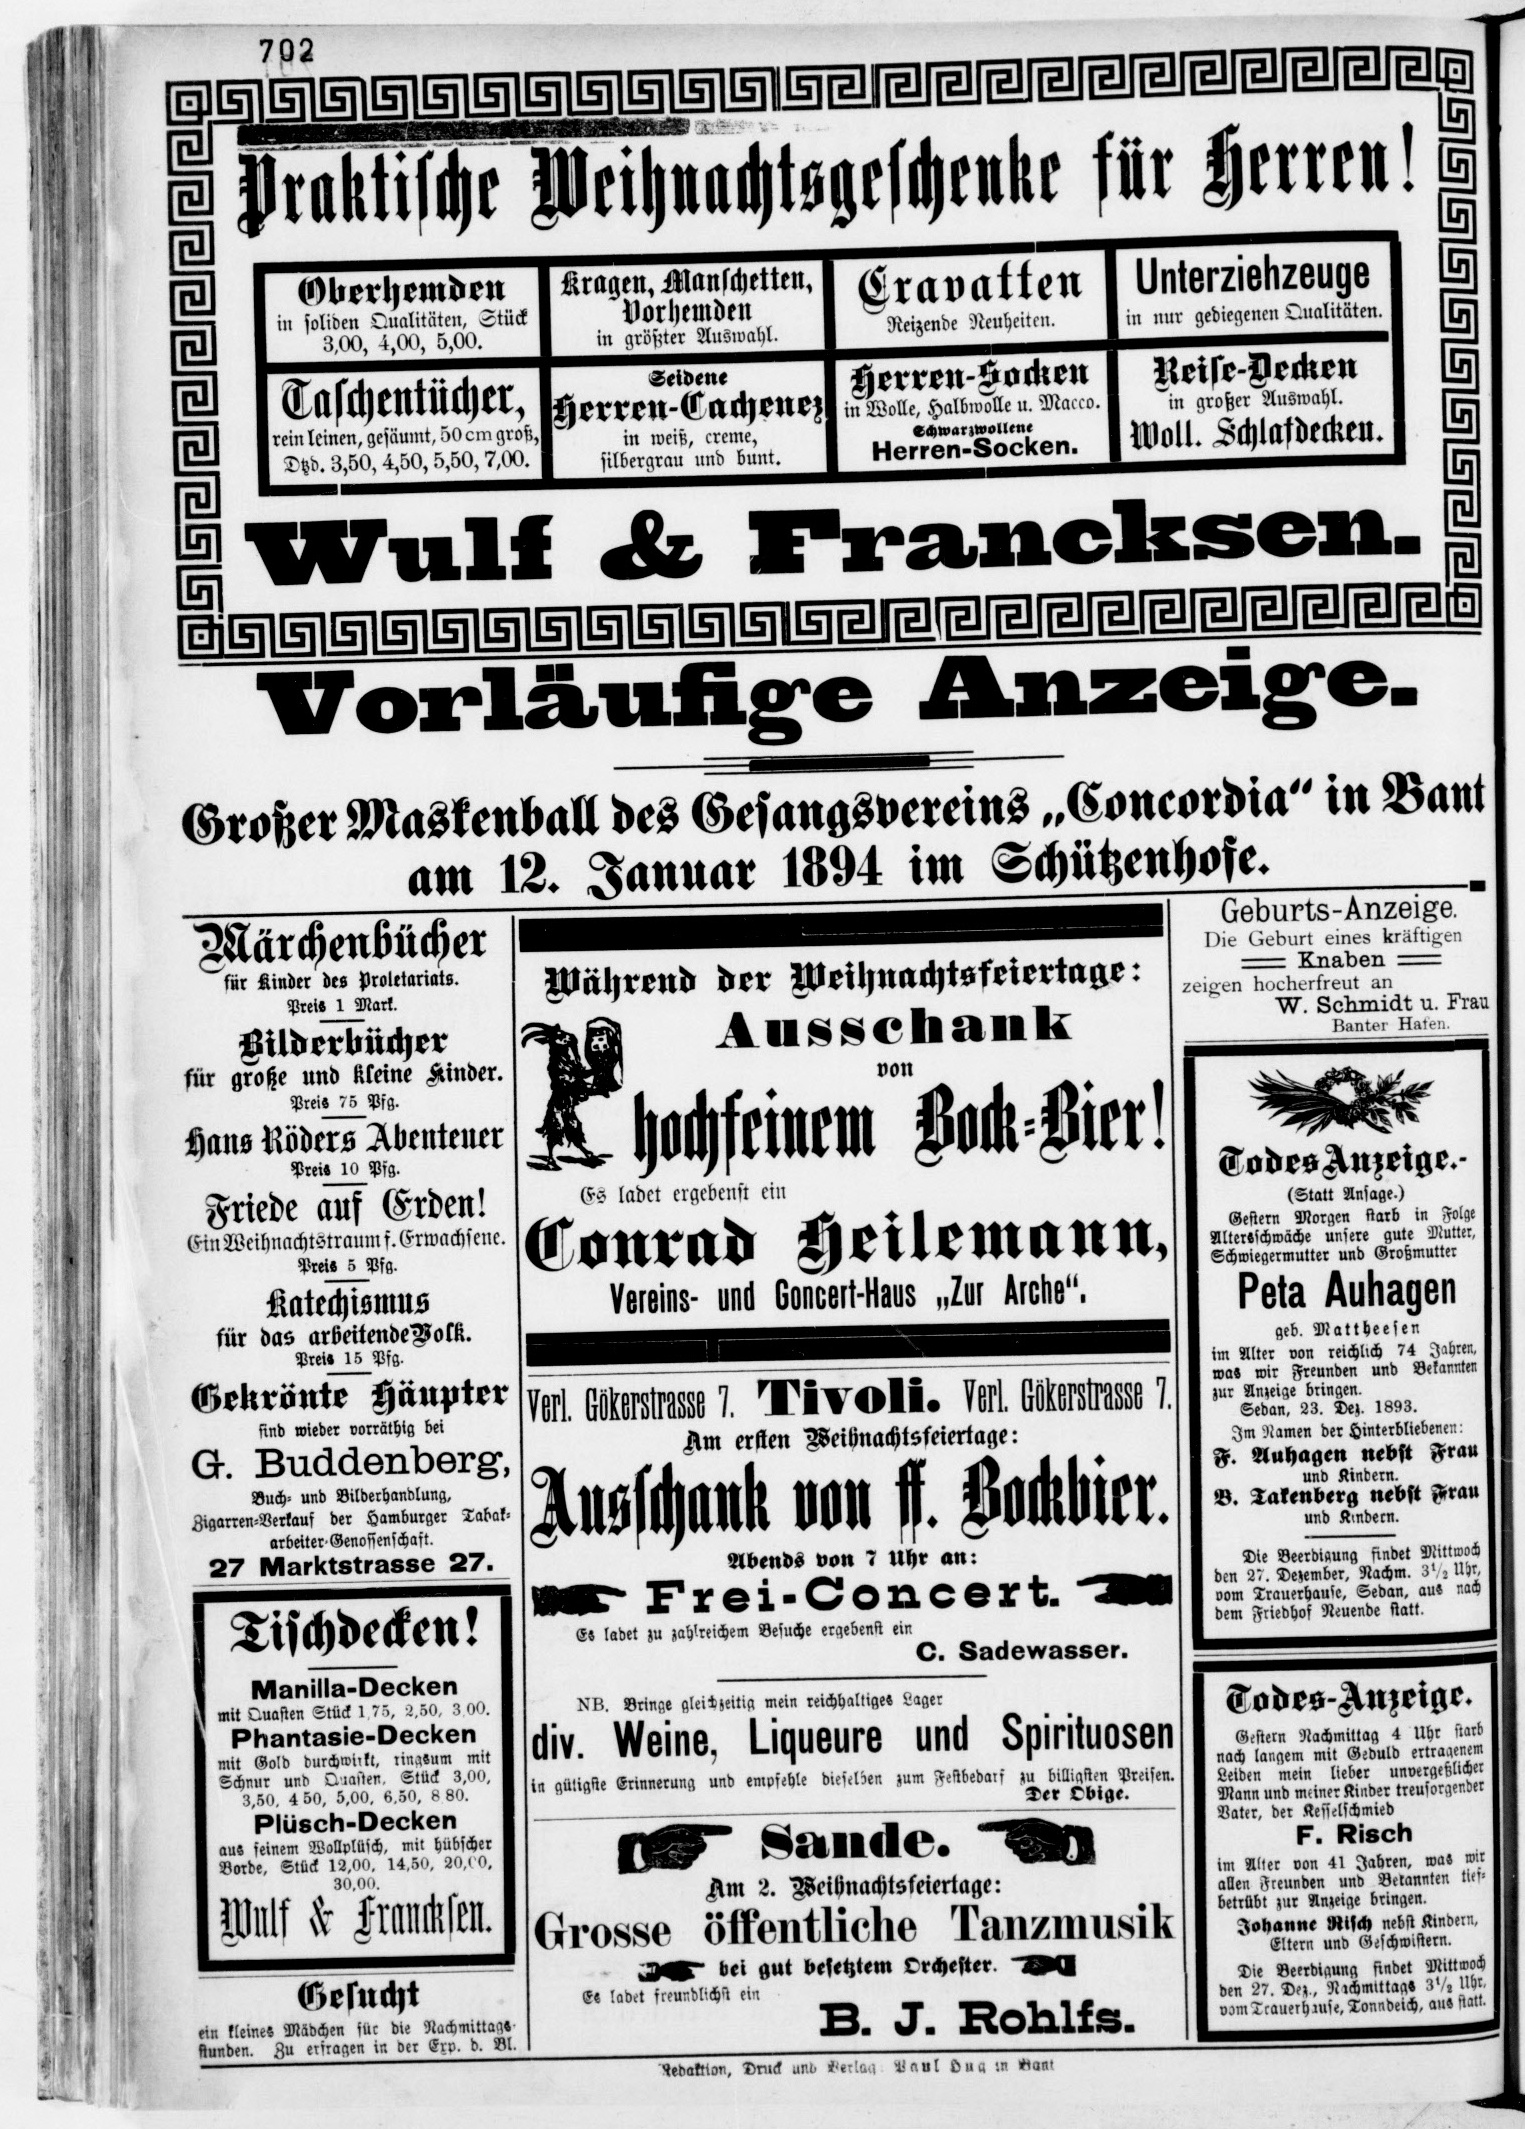 702
Praktische Weihnachtsgeschenke für Herren!
Oberhemden
in soliden Qualitäten, Stück
3,00, 4,00, 5,00.
Kragen, Manschetten,
Vorhemden
in größter Auswahl.
Cravatten
Reizende Neuheiten.
Unterziehzeuge
in nur gediegenen Qualitäten.
Taschentücher,
rein leinen, gesäumt, 50 cm groß,
Dtzd. 3,50, 4,50, 5,50, 7,00.
Seidene
Herren-Cachenez
in weiß, creme,
silbergrau und bunt.
Herren-Socken
in Wolle, Halbwolle u. Macco.
Schwarzwollene
Herren-Socken.
Reise-Decken
in großer Auswahl.
Woll. Schlafdecken.
Wulf & Francksen.
Vorläufige Anzeige.
Großer Maskenball des Gesangsvereins „Concordia“ in Bant
am 12. Januar 1894 im Schützenhofe.
Märchenbücher
für Kinder des Proletariats.
Preis 1 Mark.
Bilderbücher
für große und kleine Kinder.
Preis 75 Pfg.
Hans Röders Abenteuer
Preis 10 Pfg.
Friede auf Erden!
Ein Weihnachtstraum f. Erwachsene.
Preis 5 Pfg.
Katechismus
für das arbeitende Volk.
Preis 15 Pfg.
Gekrönte Häupter
sind wieder vorräthig bei
G. Buddenberg,
Buch- und Bilderhandlung,
Zigarren-Verkauf der Hamburger Tabak-
arbeiter-Genossenschaft.
27 Marktstrasse 27.
Tischdecken!
Manilla-Decken
mit Quasten Stück 1,75, 2,50, 3,00.
Phantasie-Decken
mit Gold durchwirkt, ringsum mit
Schnur und Quasten, Stück 3,00,
3,50, 4 50, 5,00, 6,50, 8 80.
Plüsch-Decken
aus feinem Wollplüsch, mit hübscher
Borde, Stück 12,00, 14,50, 20,00,
30,00.
Wulf & Francksen.
Gesucht
ein kleines Mädchen für die Nachmittags-
stunden. Zu erfragen in der Exp. d. Bl.
Während der Weihnachtsfeiertage:
Ausschank
von
hochfeinem Bock-Bier!
Es ladet ergebenst ein
Conrad Heilemann,
Vereins- und Concert-Haus „Zur Arche“.
Verl. Gökerstrasse 7. Tivoli. Verl. Gökerstrasse 7.
Am ersten Weihnachtsfeiertage:
Ausschank von ff. Bockbier.
Abends von 7 Uhr an:
Frei-Concert.
Es ladet zu zahlreichem Besuche ergebenst ein
C. Sadewasser.
NB. Bringe gleichzeitig mein reichhaltiges Lager
div. Weine, Liqueure und Spirituosen
in gütigste Erinnerung und empfehle dieselben zum Festbedarf zu billigsten Preisen.
Der Obige.
Sande.
Am 2. Weihnachtsfeiertage:
Grosse öffentliche Tanzmusik
bei gut besetztem Orchester.
Es ladet freundlichst ein
B. J. Rohlfs.
Geburts-Anzeige.
Die Geburt eines kräftigen
Knaben
zeigen hocherfreut an
W. Schmidt u. Frau
Banter Hafen.
Todes Anzeige.-
(Statt Ansage.)
Gestern Morgen starb in Folge
Altersschwäche unsere gute Mutter,
Schwiegermutter und Großmutter
Peta Auhagen
geb. Mattheesen
im Alter von reichlich 74 Jahren,
was wir Freunden und Bekannten
zur Anzeige bringen.
Sedan, 23. Dez. 1893.
Im Namen der Hinterbliebenen:
F. Auhagen nebst Frau
und Kindern.
B. Takenberg nebst Frau
und Kindern.
Die Beerdigung findet Mittwoch
den 27. Dezember, Nachm. 3½ Uhr,
vom Trauerhause, Sedan, aus nach
dem Friedhof Neuende statt.
Todes-Anzeige.
Gestern Nachmittag 4 Uhr starb
nach langem mit Geduld ertragenem
Leiden mein lieber unvergeßlicher
Mann und meiner Kinder treusorgender
Vater, der Kesselschmied
F. Risch
im Alter von 41 Jahren, was wir
allen Freunden und Bekannten tief-
betrübt zur Anzeige bringen.
Johanne Risch nebst Kindern,
Eltern und Geschwistern.
Die Beerdigung findet Mittwoch
den 27. Dez., Nachmittags 3½ Uhr,
vom Trauerhause, Tonndeich, aus statt.
Redaktion, Druck und Verlag: Paul Hug in Bant